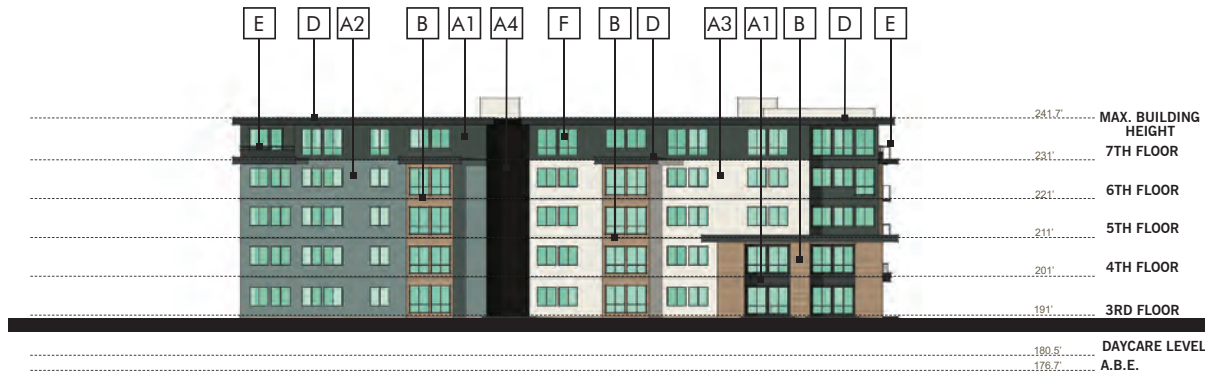 E D A2 B A1 A4 F B D A3 A1 B D E
241.7' MAX. BUILDING
HEIGHT
7TH FLOOR
231'
6TH FLOOR
221'
5TH FLOOR
211'
4TH FLOOR
201'
3RD FLOOR
191'
DAYCARE LEVEL
180.5'
176.7' A.B.E.